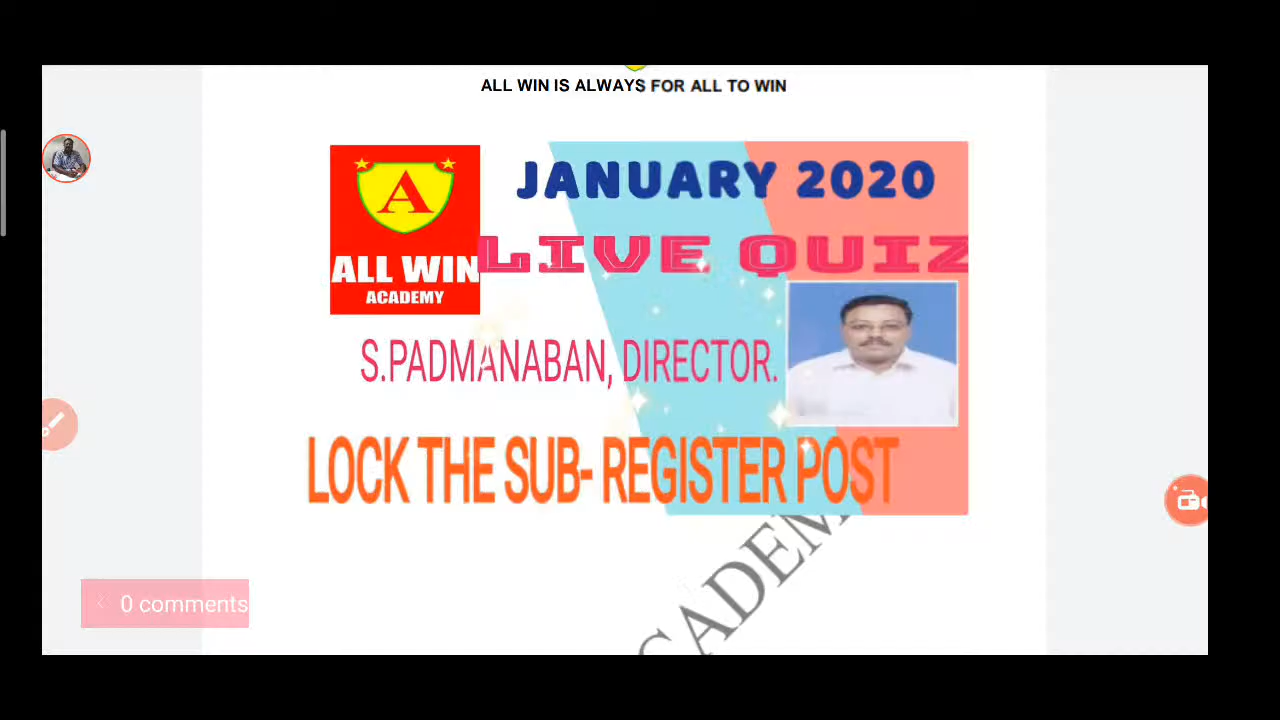 ALL WIN IS ALWAYS FOR ALL TO WIN
A
ALL WIN
ACADEMY
JANUARY 2020
LIVE QUIZ
S.PADMANABAN, DIRECTOR.
LOCK THE SUB- REGISTER POST
CADEM
0 comments